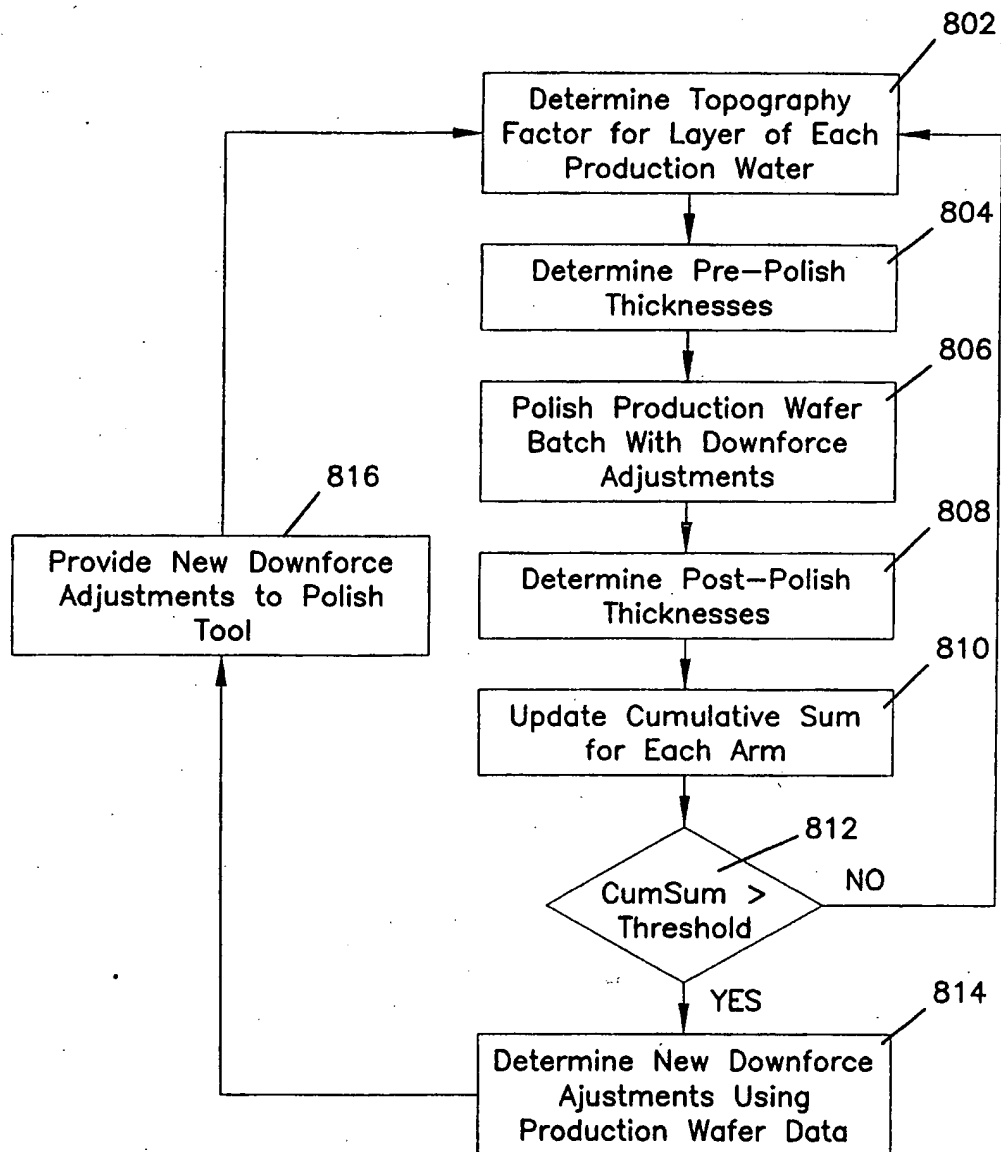 802
Determine Topography
Factor for Layer of Each
Production Water
804
Determine Pre-Polish
Thicknesses
806
Polish Production Wafer
Batch With Downforce
Adjustments
816
Provide New Downforce
Adjustments to Polish
Tool
808
Determine Post-Polish
Thicknesses
810
Update Cumulative Sum
for Each Arm
812
CumSum >
Threshold
NO
YES
814
Determine New Downforce
Ajustments Using
Production Wafer Data